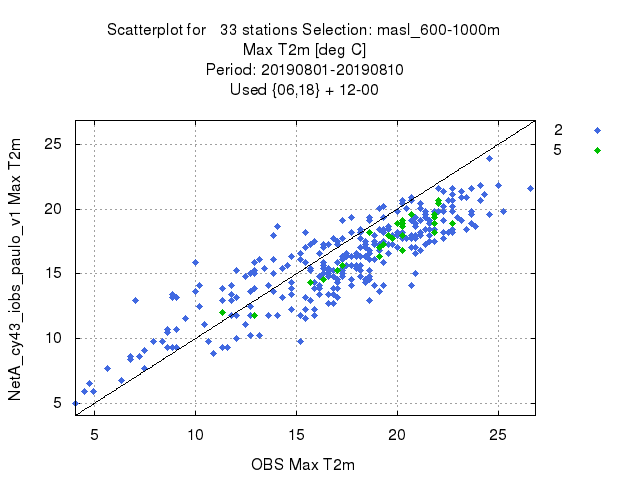 Scatterplot for   33 stations Selection: masl_600-1000m
Max T2m [deg C]
Period: 20190801-20190810
Used {06,18} + 12-00
2
5
25
20
15
10
5
NetA_cy43_iobs_paulo_v1 Max T2m
5 10 15 20 25
OBS Max T2m